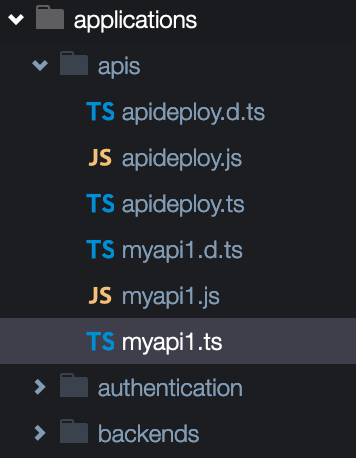 applications
apis
TS apideploy.d.ts
JS apideploy.js
TS apideploy.ts
TS myapi1.d.ts
JS myapi1.js
TS myapi1.ts
authentication
backends